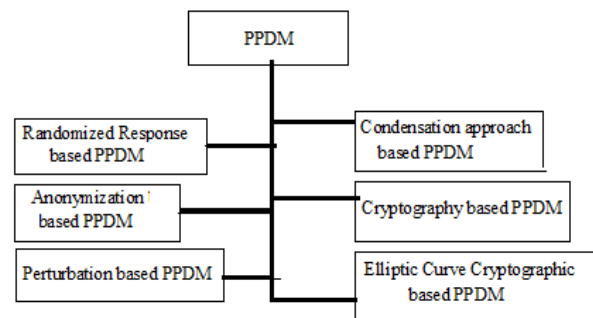 PPDM
Randomized Response
based PPDM
Condensation approach
based PPDM
Anonymization
based PPDM
Cryptography based PPDM
Perturbation based PPDM
Elliptic Curve Cryptographic
based PPDM